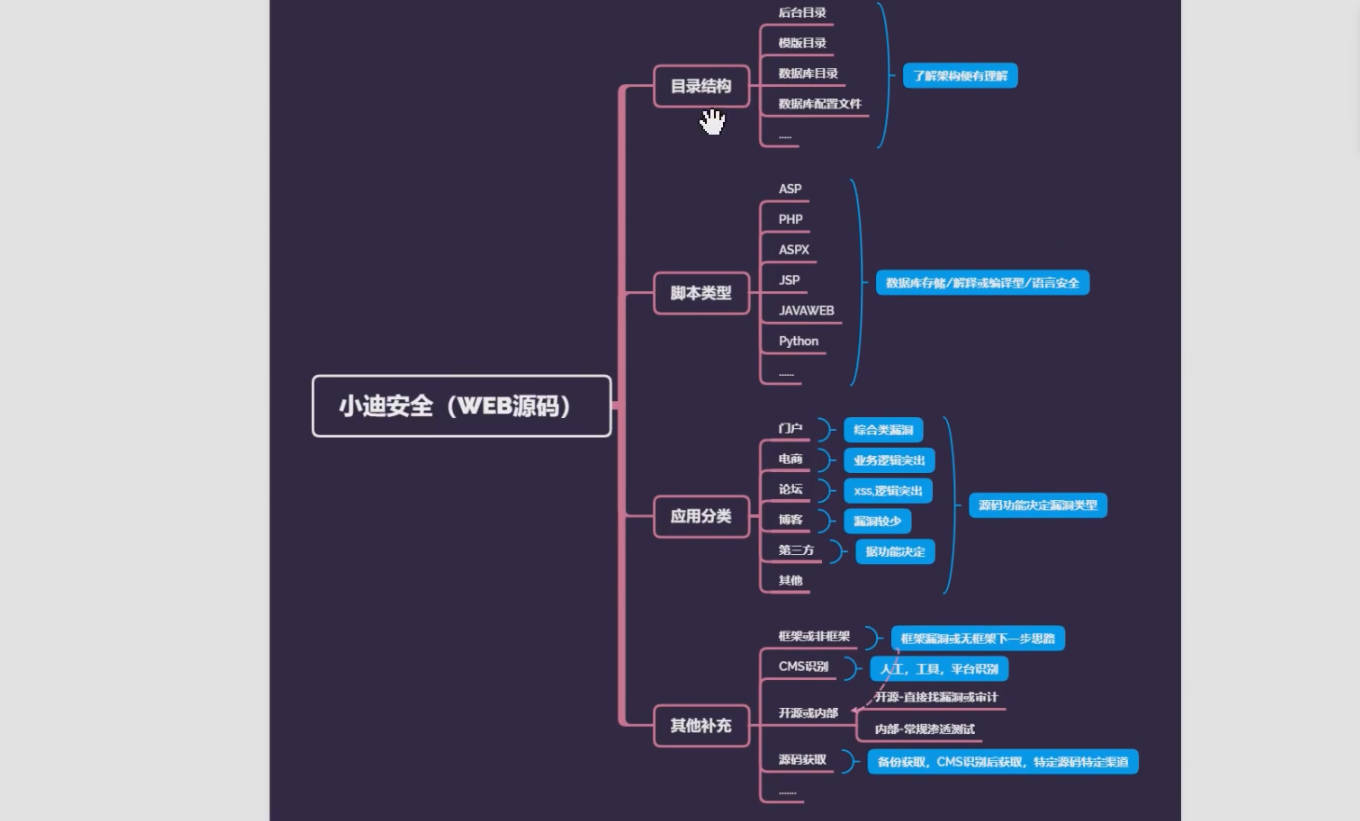 后台目录
模版目录
数据库目录
数据库配置文件
.....
目录结构
了解架构便有理解
ASP
PHP
ASPX
JSP
JAVAWEB
Python
......
脚本类型
数据库存储/解释或编译型/语言安全
小迪安全（WEB源码）
门户
综合类漏洞
电商
业务逻辑突出
论坛
xss,逻辑突出
博客
漏洞较少
第三方
据功能决定
其他
应用分类
源码功能决定漏洞类型
框架或非框架
框架漏洞或无框架下一步思路
CMS识别
人工，工具，平台识别
开源或内部
开源-直接找漏洞或审计
内部-常规渗透测试
其他补充
源码获取
备份获取，CMS识别后获取，特定源码特定渠道
.......